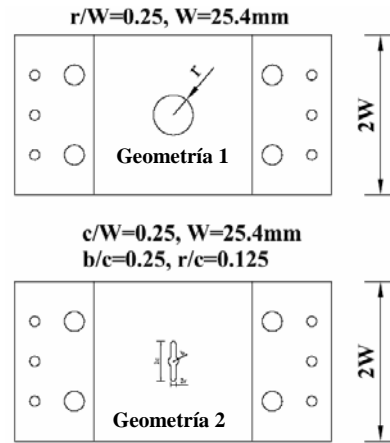 r/W=0.25, W=25.4mm
r
Geometría 1
2W
c/W=0.25, W=25.4mm
b/c=0.25, r/c=0.125
Geometría 2
2W